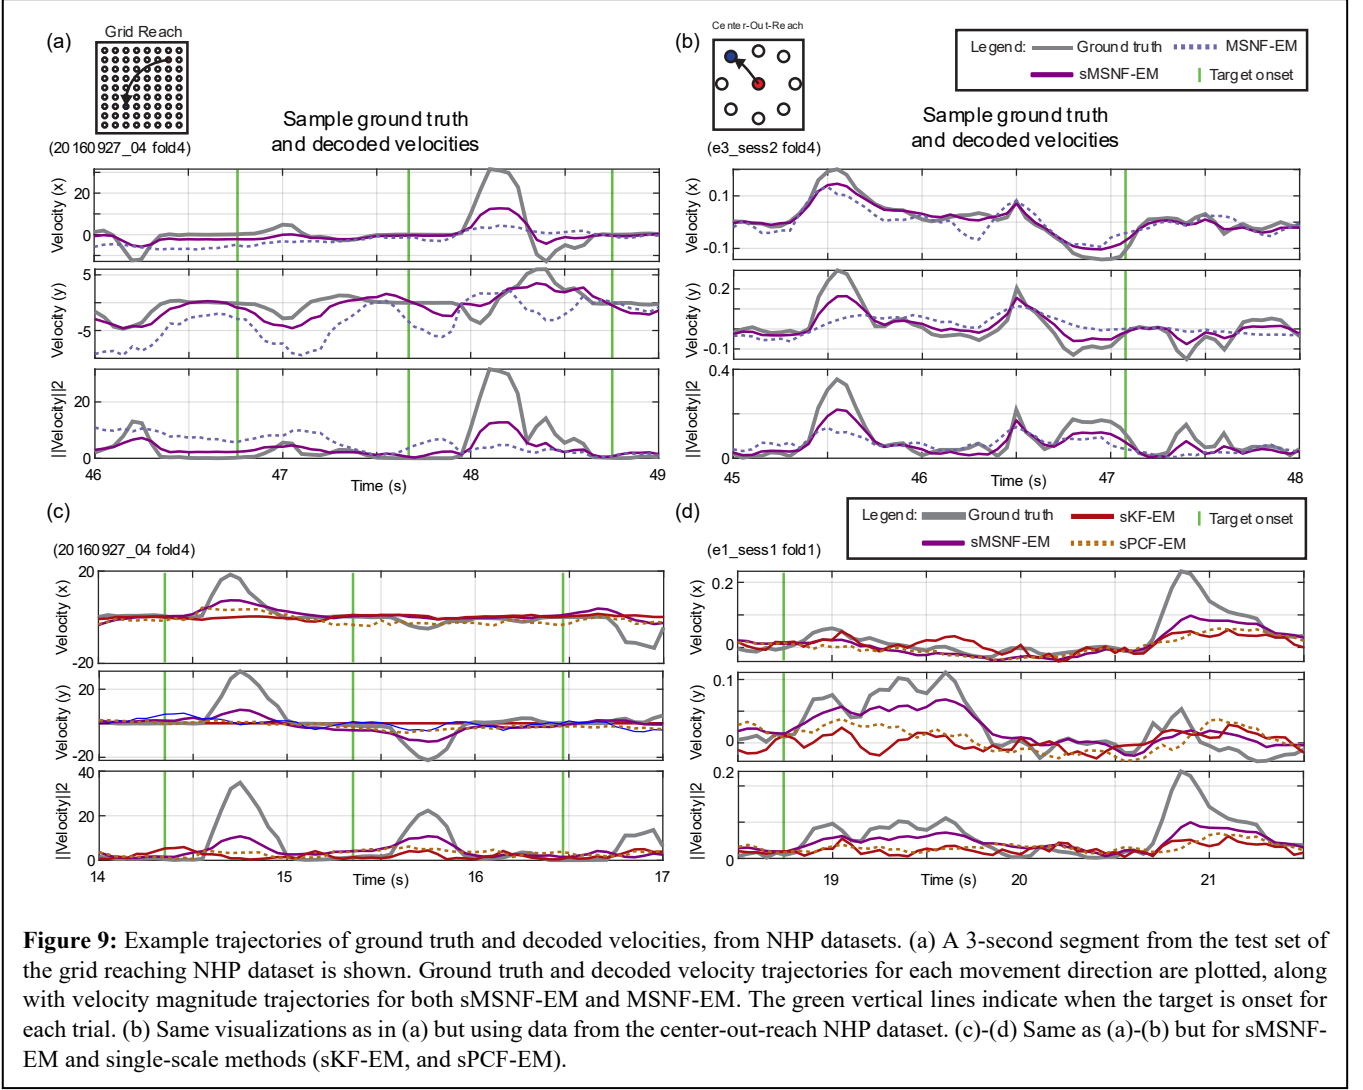 (a)
Grid Reach
(20160927_04 fold4)
Sample ground truth
and decoded velocities
Velocity (x)
20
0
Velocity (y)
5
-5
||Velocity||2
20
0
46
47
48
49
Time (s)
(b)
Center-Out-Reach
(e3_sess2 fold4)
Legend:
Ground truth
MSNF-EM
sMSNF-EM
Target onset
Sample ground truth
and decoded velocities
Velocity (x)
0.1
-0.1
Velocity (y)
0.2
-0.1
||Velocity||2
0.4
0
45
46
47
48
Time (s)
(c)
(20160927_04 fold4)
Velocity (x)
20
0
-20
Velocity (y)
20
0
-20
||Velocity||2
40
20
0
14
15
16
17
Time (s)
(d)
(e1_sess1 fold1)
Legend:
Ground truth
sKF-EM
Target onset
sMSNF-EM
sPCF-EM
Velocity (x)
0.2
0
Velocity (y)
0.1
0
||Velocity||2
0.2
0
19
20
21
Time (s)
Figure 9: Example trajectories of ground truth and decoded velocities, from NHP datasets. (a) A 3-second segment from the test set of
the grid reaching NHP dataset is shown. Ground truth and decoded velocity trajectories for each movement direction are plotted, along
with velocity magnitude trajectories for both sMSNF-EM and MSNF-EM. The green vertical lines indicate when the target is onset for
each trial. (b) Same visualizations as in (a) but using data from the center-out-reach NHP dataset. (c)-(d) Same as (a)-(b) but for sMSNF-
EM and single-scale methods (sKF-EM, and sPCF-EM).